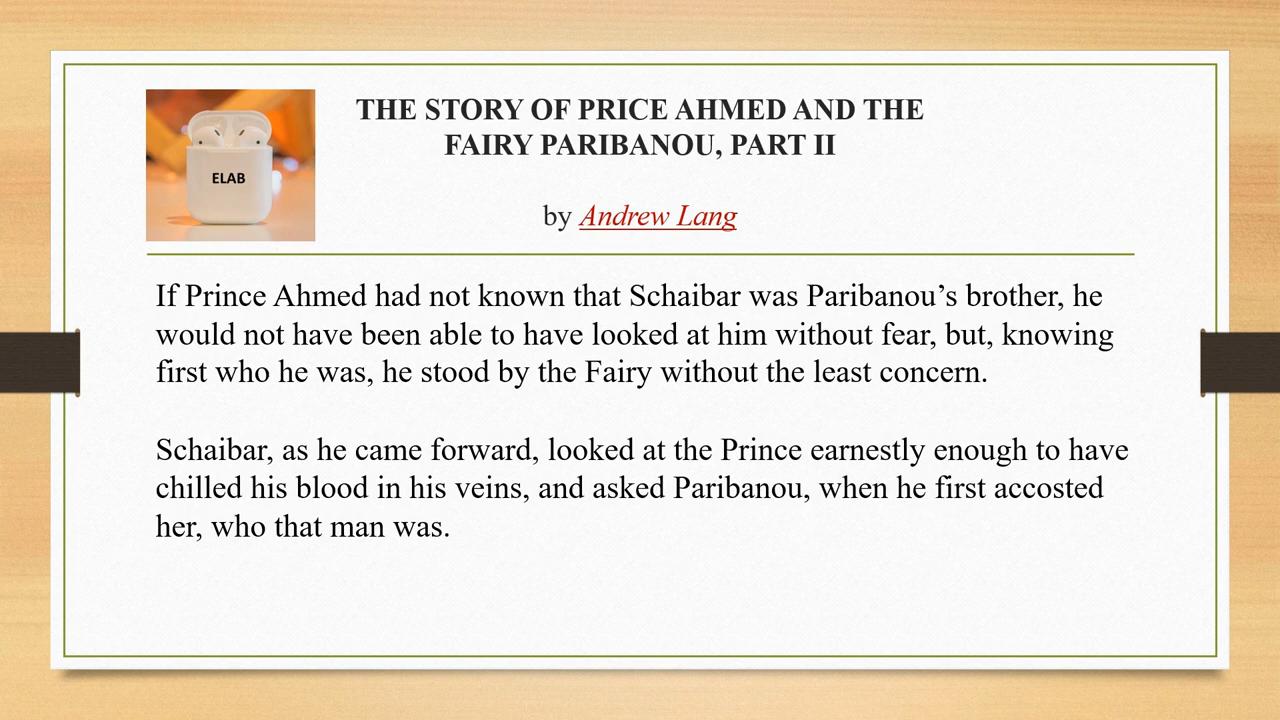 ELAB
THE STORY OF PRICE AHMED AND THE
FAIRY PARIBANOU, PART II
by Andrew Lang
If Prince Ahmed had not known that Schaibar was Paribanou’s brother, he
would not have been able to have looked at him without fear, but, knowing
first who he was, he stood by the Fairy without the least concern.
Schaibar, as he came forward, looked at the Prince earnestly enough to have
chilled his blood in his veins, and asked Paribanou, when he first accosted
her, who that man was.